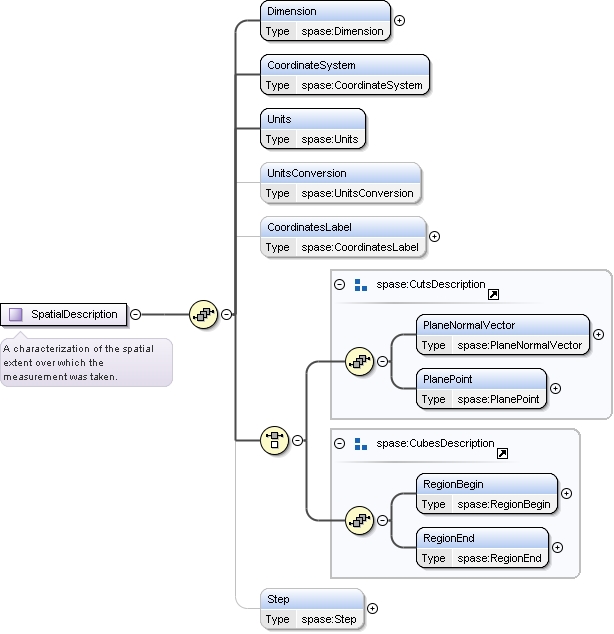 Dimension
Type spase:Dimension
CoordinateSystem
Type spase:CoordinateSystem
Units
Type spase:Units
UnitsConversion
Type spase:UnitsConversion
CoordinatesLabel
Type spase:CoordinatesLabel
SpatialDescription
A characterization of the spatial
extent over which the
measurement was taken.
spase:CutsDescription
PlaneNormalVector
Type spase:PlaneNormalVector
PlanePoint
Type spase:PlanePoint
spase:CubesDescription
RegionBegin
Type spase:RegionBegin
RegionEnd
Type spase:RegionEnd
Step
Type spase:Step